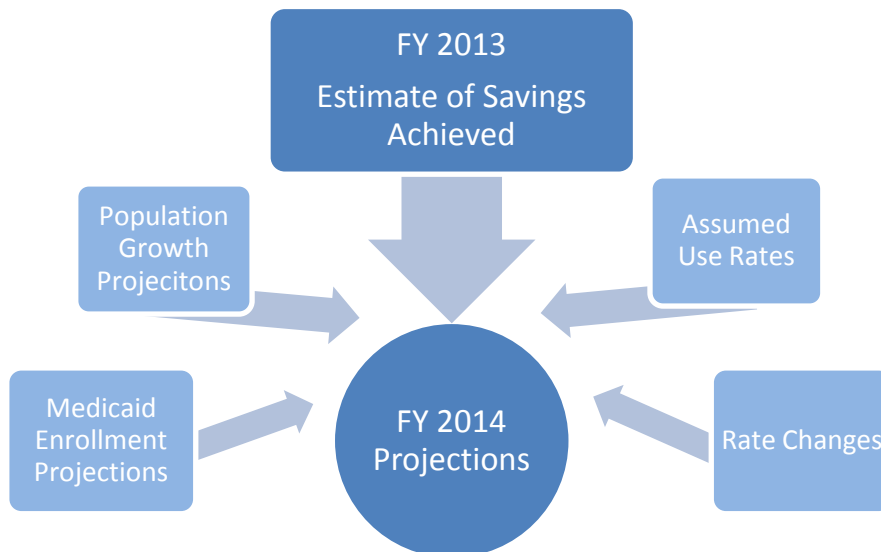 FY 2013
Estimate of Savings
Achieved
Population
Growth
Projecitons
Assumed
Use Rates
Medicaid
Enrollment
Projections
FY 2014
Projections
Rate Changes